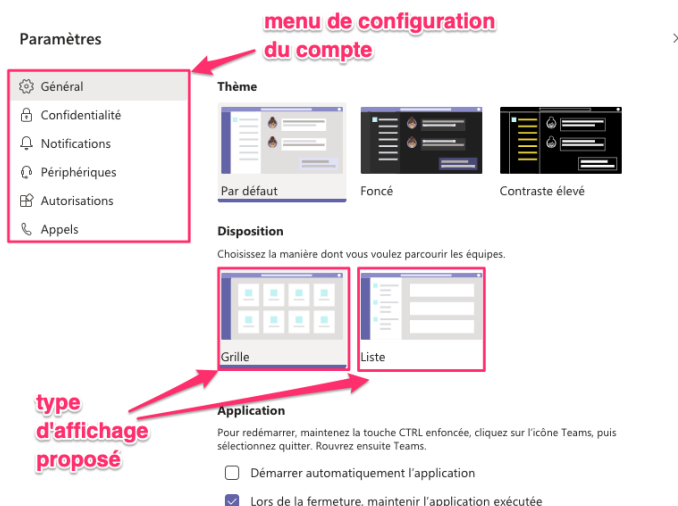 menu de configuration
du compte
Paramètres
Général
Confidentialité
Notifications
Périphériques
Autorisations
Appels
Thème
Par défaut
Foncé
Contraste élevé
Disposition
Choisissez la manière dont vous voulez parcourir les équipes.
Grille
Liste
type
d'affichage
proposé
Application
Pour redémarrer, maintenez la touche CTRL enfoncée, cliquez sur l'icône Teams, puis
sélectionnez quitter. Rouvrez ensuite Teams.
Démarrer automatiquement l'application
Lors de la fermeture, maintenir l'application exécutée